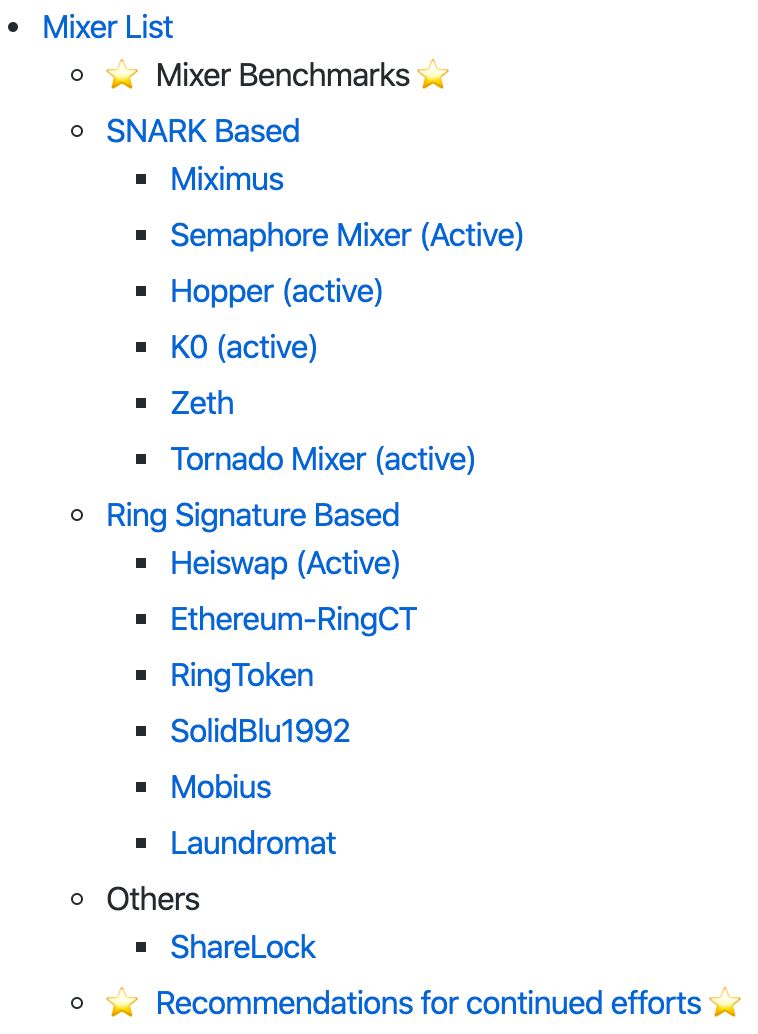 Mixer List
⭐ Mixer Benchmarks ⭐
SNARK Based
Miximus
Semaphore Mixer (Active)
Hopper (active)
K0 (active)
Zeth
Tornado Mixer (active)
Ring Signature Based
Heiswap (Active)
Ethereum-RingCT
RingToken
SolidBlu1992
Mobius
Laundromat
Others
ShareLock
⭐ Recommendations for continued efforts ⭐